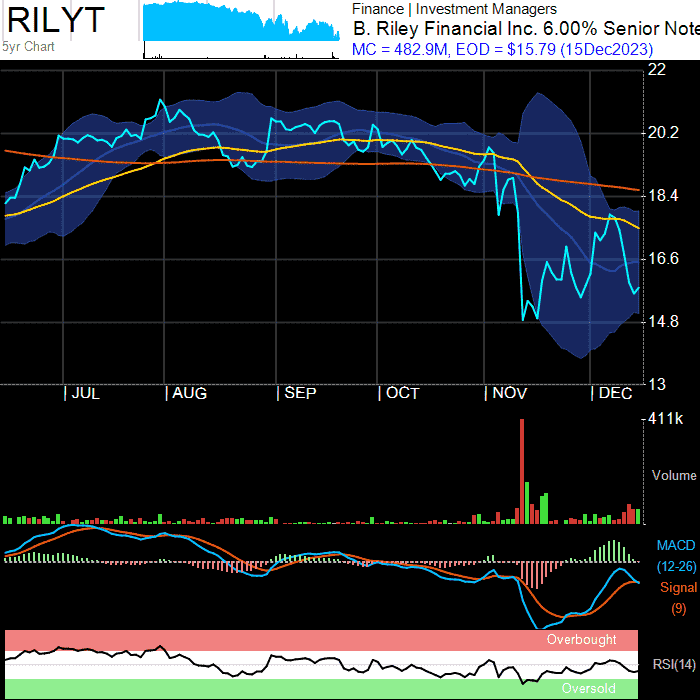 RILYT
5yr Chart
Finance | Investment Managers
B. Riley Financial Inc. 6.00% Senior Note
MC = 482.9M, EOD = $15.79 (15Dec2023)
22
20.2
18.4
16.6
14.8
13
| JUL | AUG | SEP | OCT | NOV | DEC
411k
Volume
MACD
(12-26)
Signal
(9)
Overbought
RSI(14)
Oversold